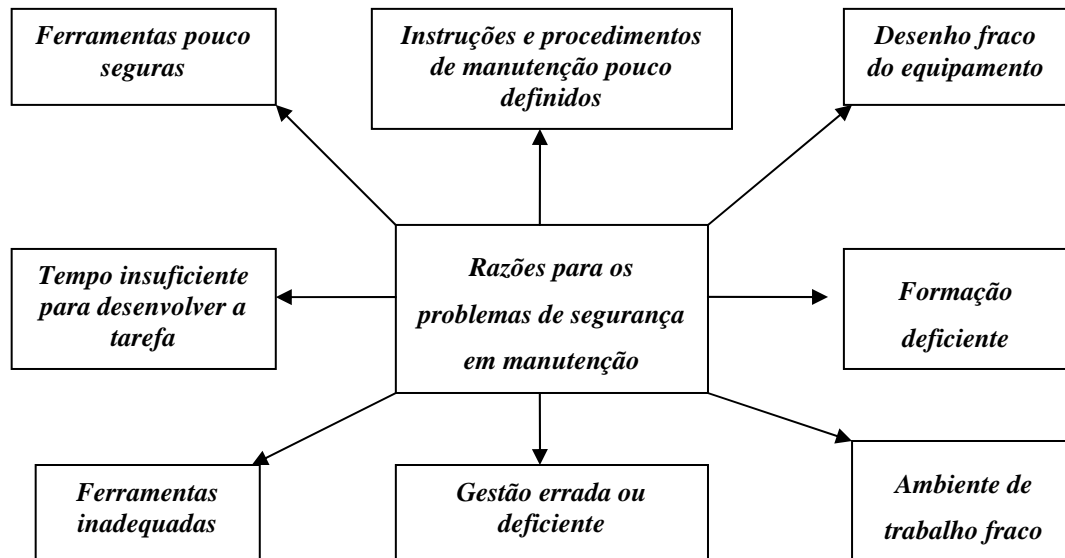 Ferramentas pouco
seguras
Instruções e procedimentos
de manutenção pouco
definidos
Desenho fraco
do equipamento
Tempo insuficiente
para desenvolver a
tarefa
Razões para os
problemas de segurança
em manutenção
Formação
deficiente
Ferramentas
inadequadas
Gestão errada ou
deficiente
Ambiente de
trabalho fraco